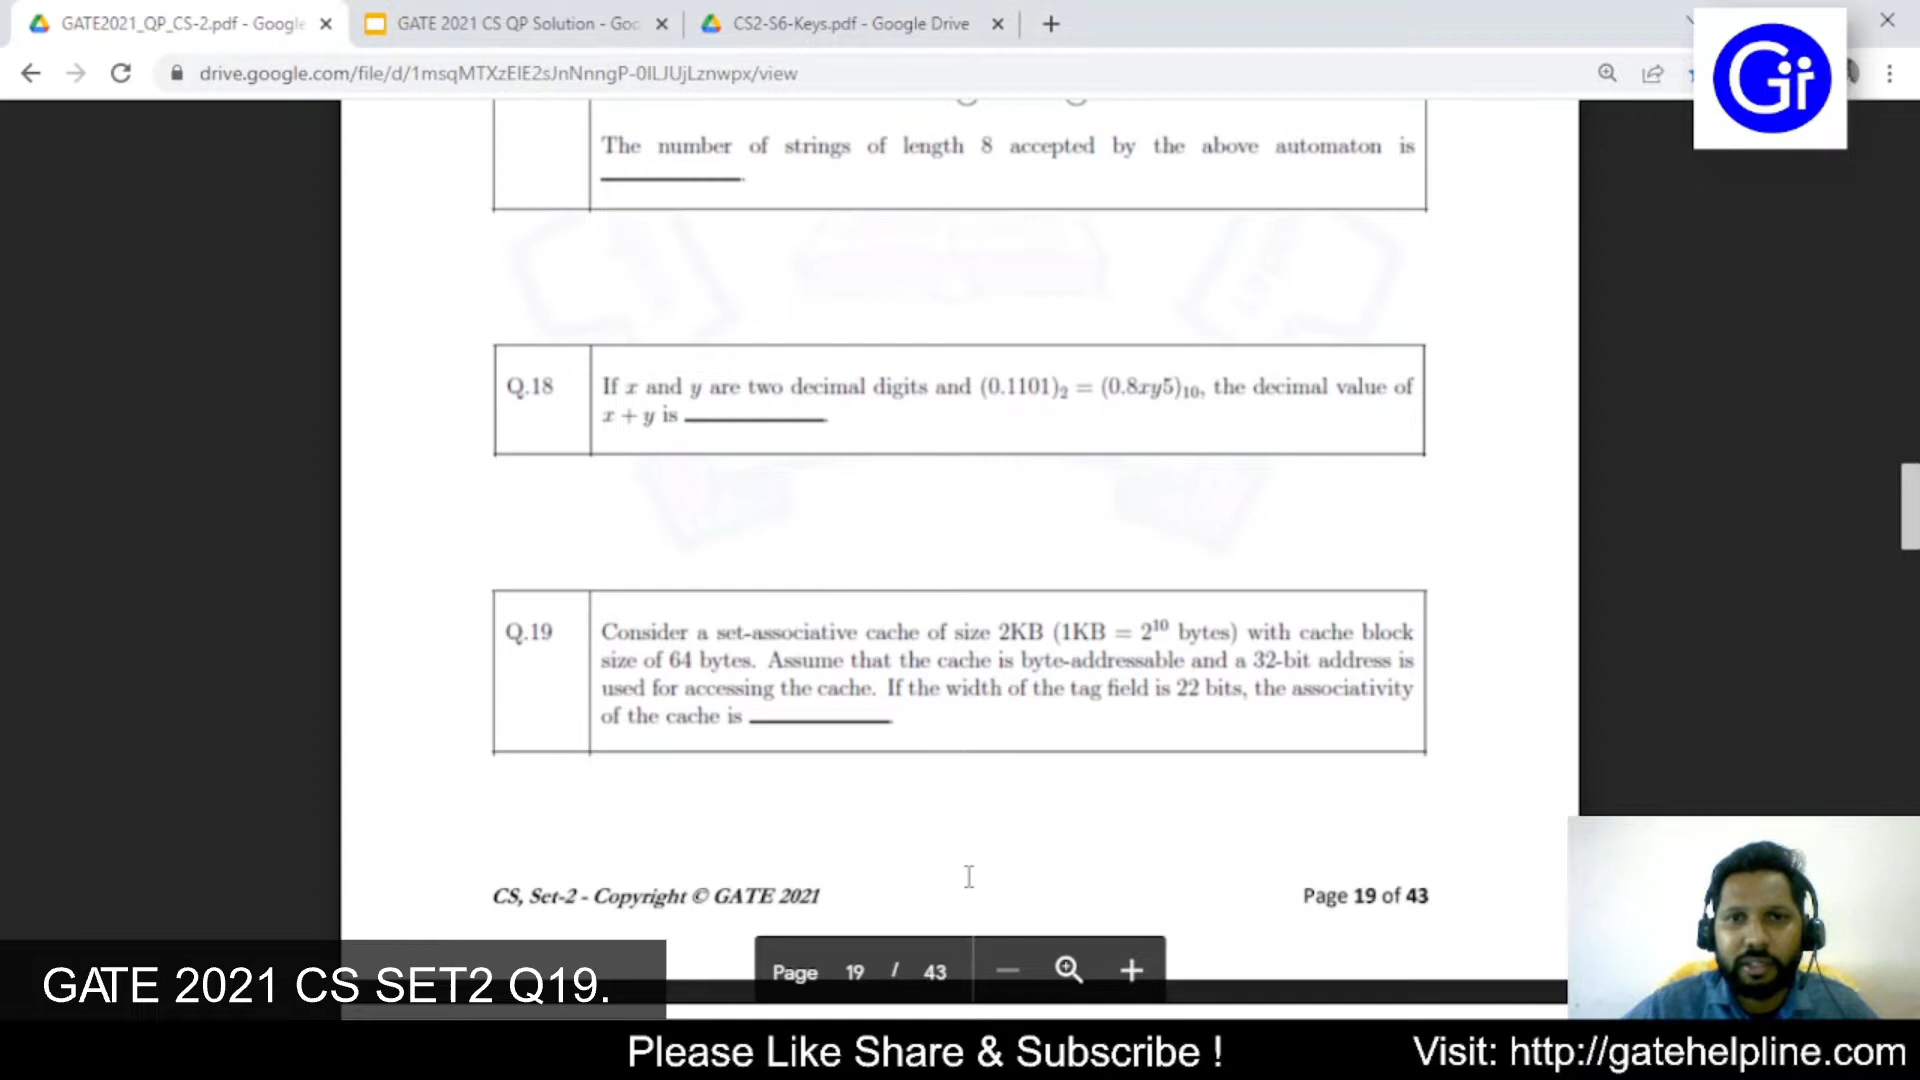 GATE2021_QP_CS-2.pdf - Google
GATE 2021 CS QP Solution - Goo
CS2-S6-Keys.pdf - Google Drive
drive.google.com/file/d/1msqMTXzElE2sJnNnngP-0lLJUjLznwpx/view
Gir
The number of strings of length 8 accepted by the above automaton is
Q.18
If x and y are two decimal digits and (0.1101)₂ = (0.8xy5)₁₀, the decimal value of
x + y is
Q.19
Consider a set-associative cache of size 2KB (1KB = 2¹⁰ bytes) with cache block
size of 64 bytes. Assume that the cache is byte-addressable and a 32-bit address is
used for accessing the cache. If the width of the tag field is 22 bits, the associativity
of the cache is
CS, Set-2 - Copyright © GATE 2021
Page 19 of 43
Page 19 / 43
GATE 2021 CS SET2 Q19.
Please Like Share & Subscribe !
Visit: http://gatehelpline.com